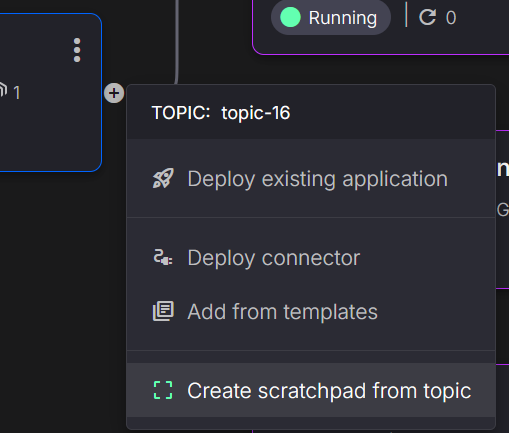 Running
0
1
TOPIC: topic-16
Deploy existing application
Deploy connector
Add from templates
Create scratchpad from topic